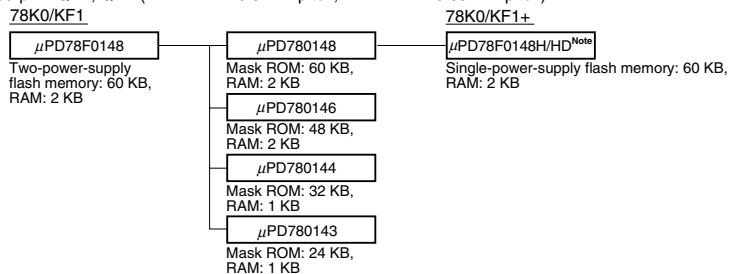 78K0/KF1
78K0/KF1+
μPD78F0148
μPD780148
μPD78F0148H/HDNote
Two-power-supply
flash memory: 60 KB,
RAM: 2 KB
Mask ROM: 60 KB,
RAM: 2 KB
Single-power-supply flash memory: 60 KB,
RAM: 2 KB
μPD780146
Mask ROM: 48 KB,
RAM: 2 KB
μPD780144
Mask ROM: 32 KB,
RAM: 1 KB
μPD780143
Mask ROM: 24 KB,
RAM: 1 KB